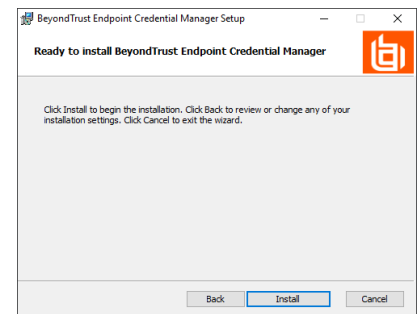 BeyondTrust Endpoint Credential Manager Setup
Ready to install BeyondTrust Endpoint Credential Manager
Click Install to begin the installation. Click Back to review or change any of your
installation settings. Click Cancel to exit the wizard.
Back Install Cancel